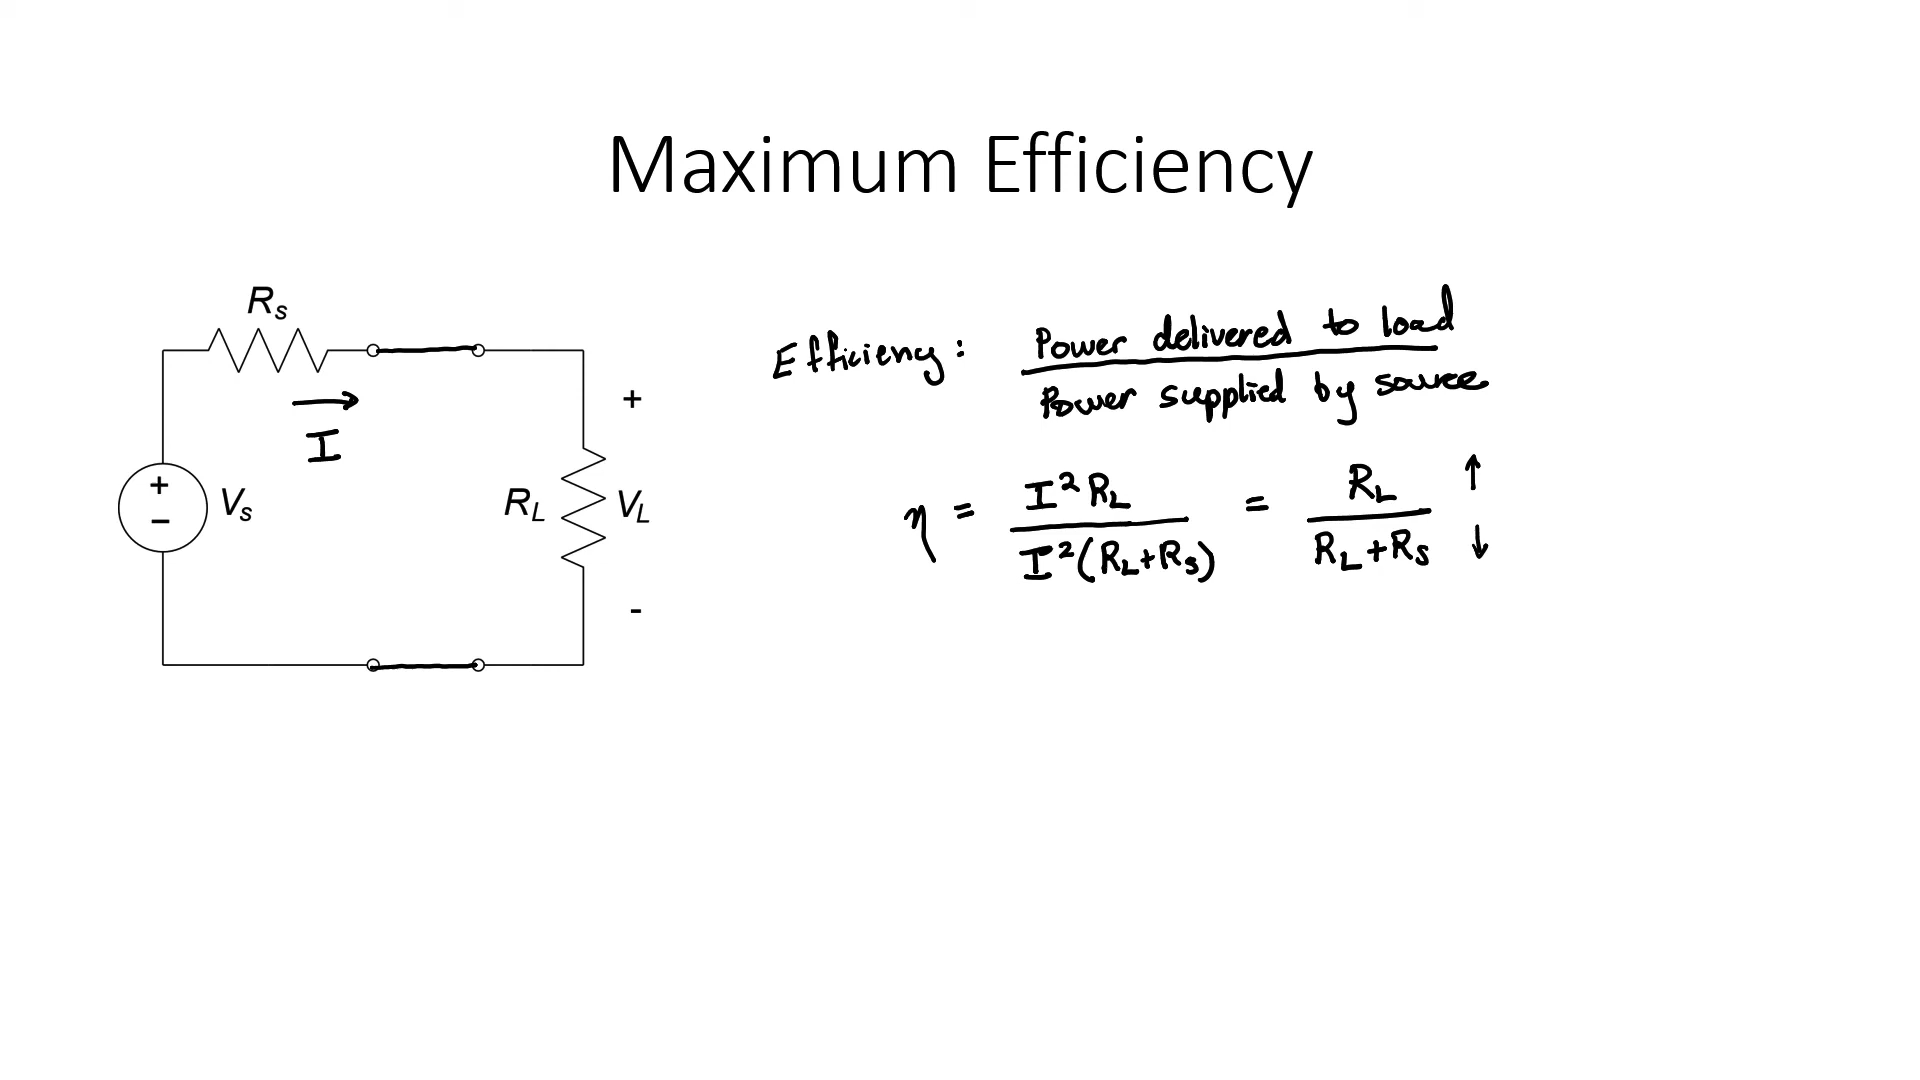 Maximum Efficiency
Rs
I
+
−
Vs
RL
+
VL
-
Efficiency: Power delivered to load
Power supplied by source
η = I²RL / I²(RL+Rs) = RL / RL+RS ↑ ↓